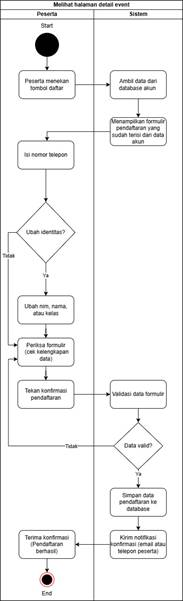 Melihat halaman detail event
Peserta
Sistem
Start
Peserta menekan
tombol daftar
Ambil data dari
database akun
Menampilkan formulir
pendaftaran yang
sudah terisi dari data
akun
Isi nomor telepon
Ubah identitas?
Tidak
Ya
Ubah nim, nama,
atau kelas
Periksa formulir
(cek kelengkapan
data)
Tekan konfirmasi
pendaftaran
Validasi data formulir
Data valid?
Tidak
Ya
Simpan data
pendaftaran ke
database
Kirim notifikasi
konfirmasi (email atau
telepon peserta)
Terima konfirmasi
(Pendaftaran
berhasil)
End